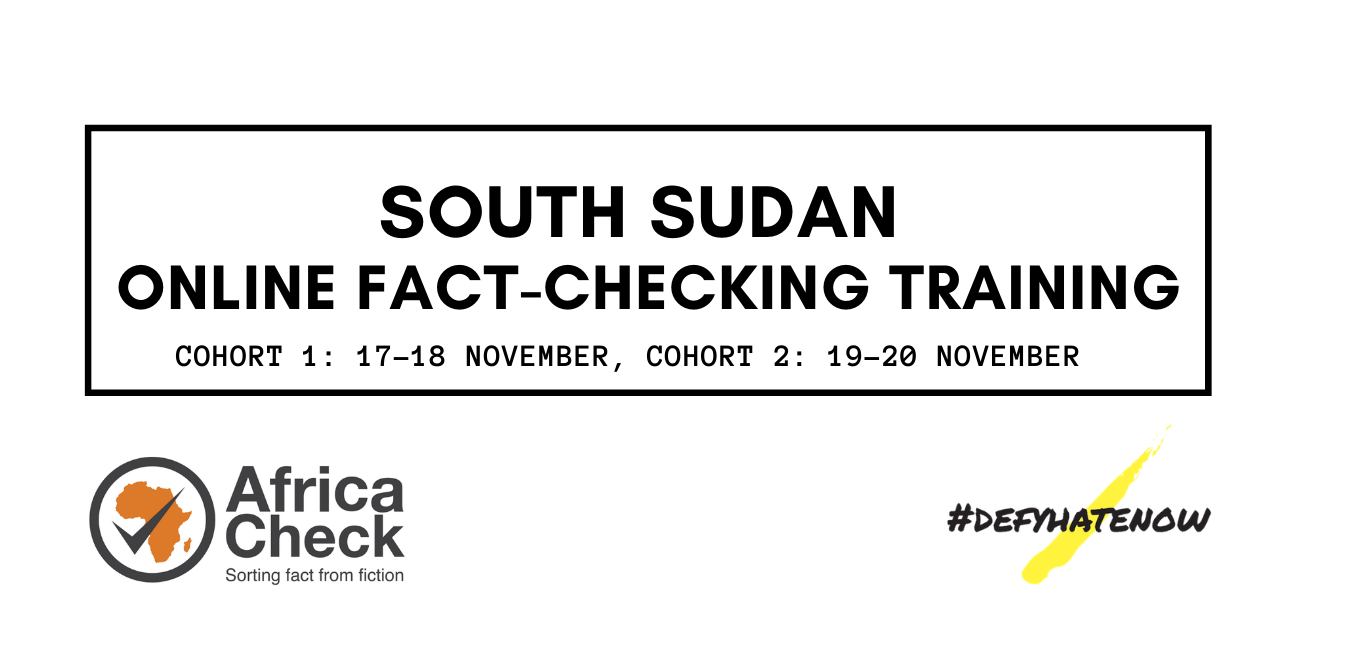 SOUTH SUDAN
ONLINE FACT-CHECKING TRAINING
COHORT 1: 17-18 NOVEMBER, COHORT 2: 19-20 NOVEMBER
Africa
Check
Sorting fact from fiction
#DEFYHATENOW